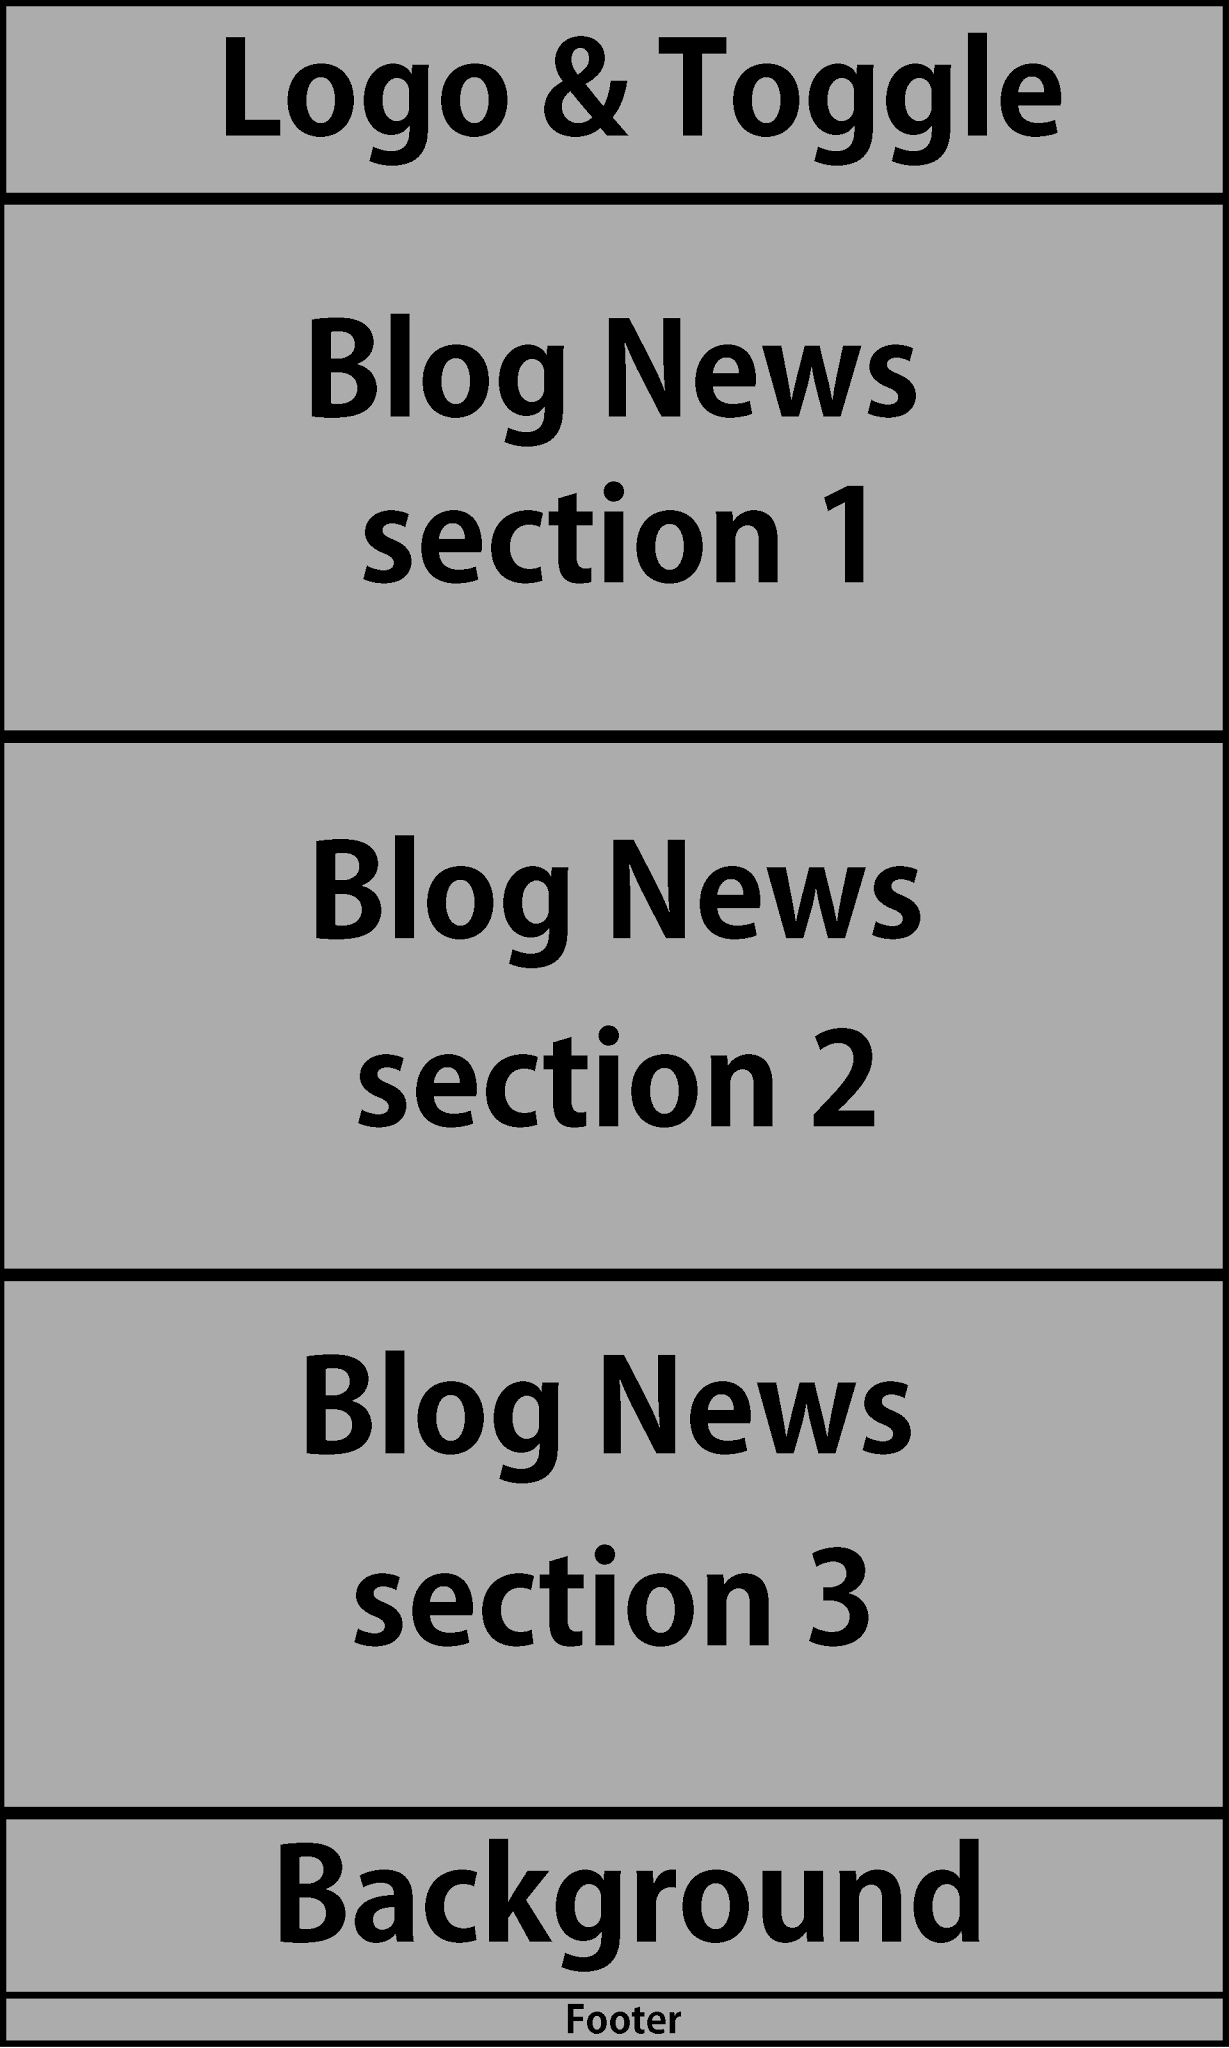 Logo & Toggle
Blog News
section 1
Blog News
section 2
Blog News
section 3
Background
Footer